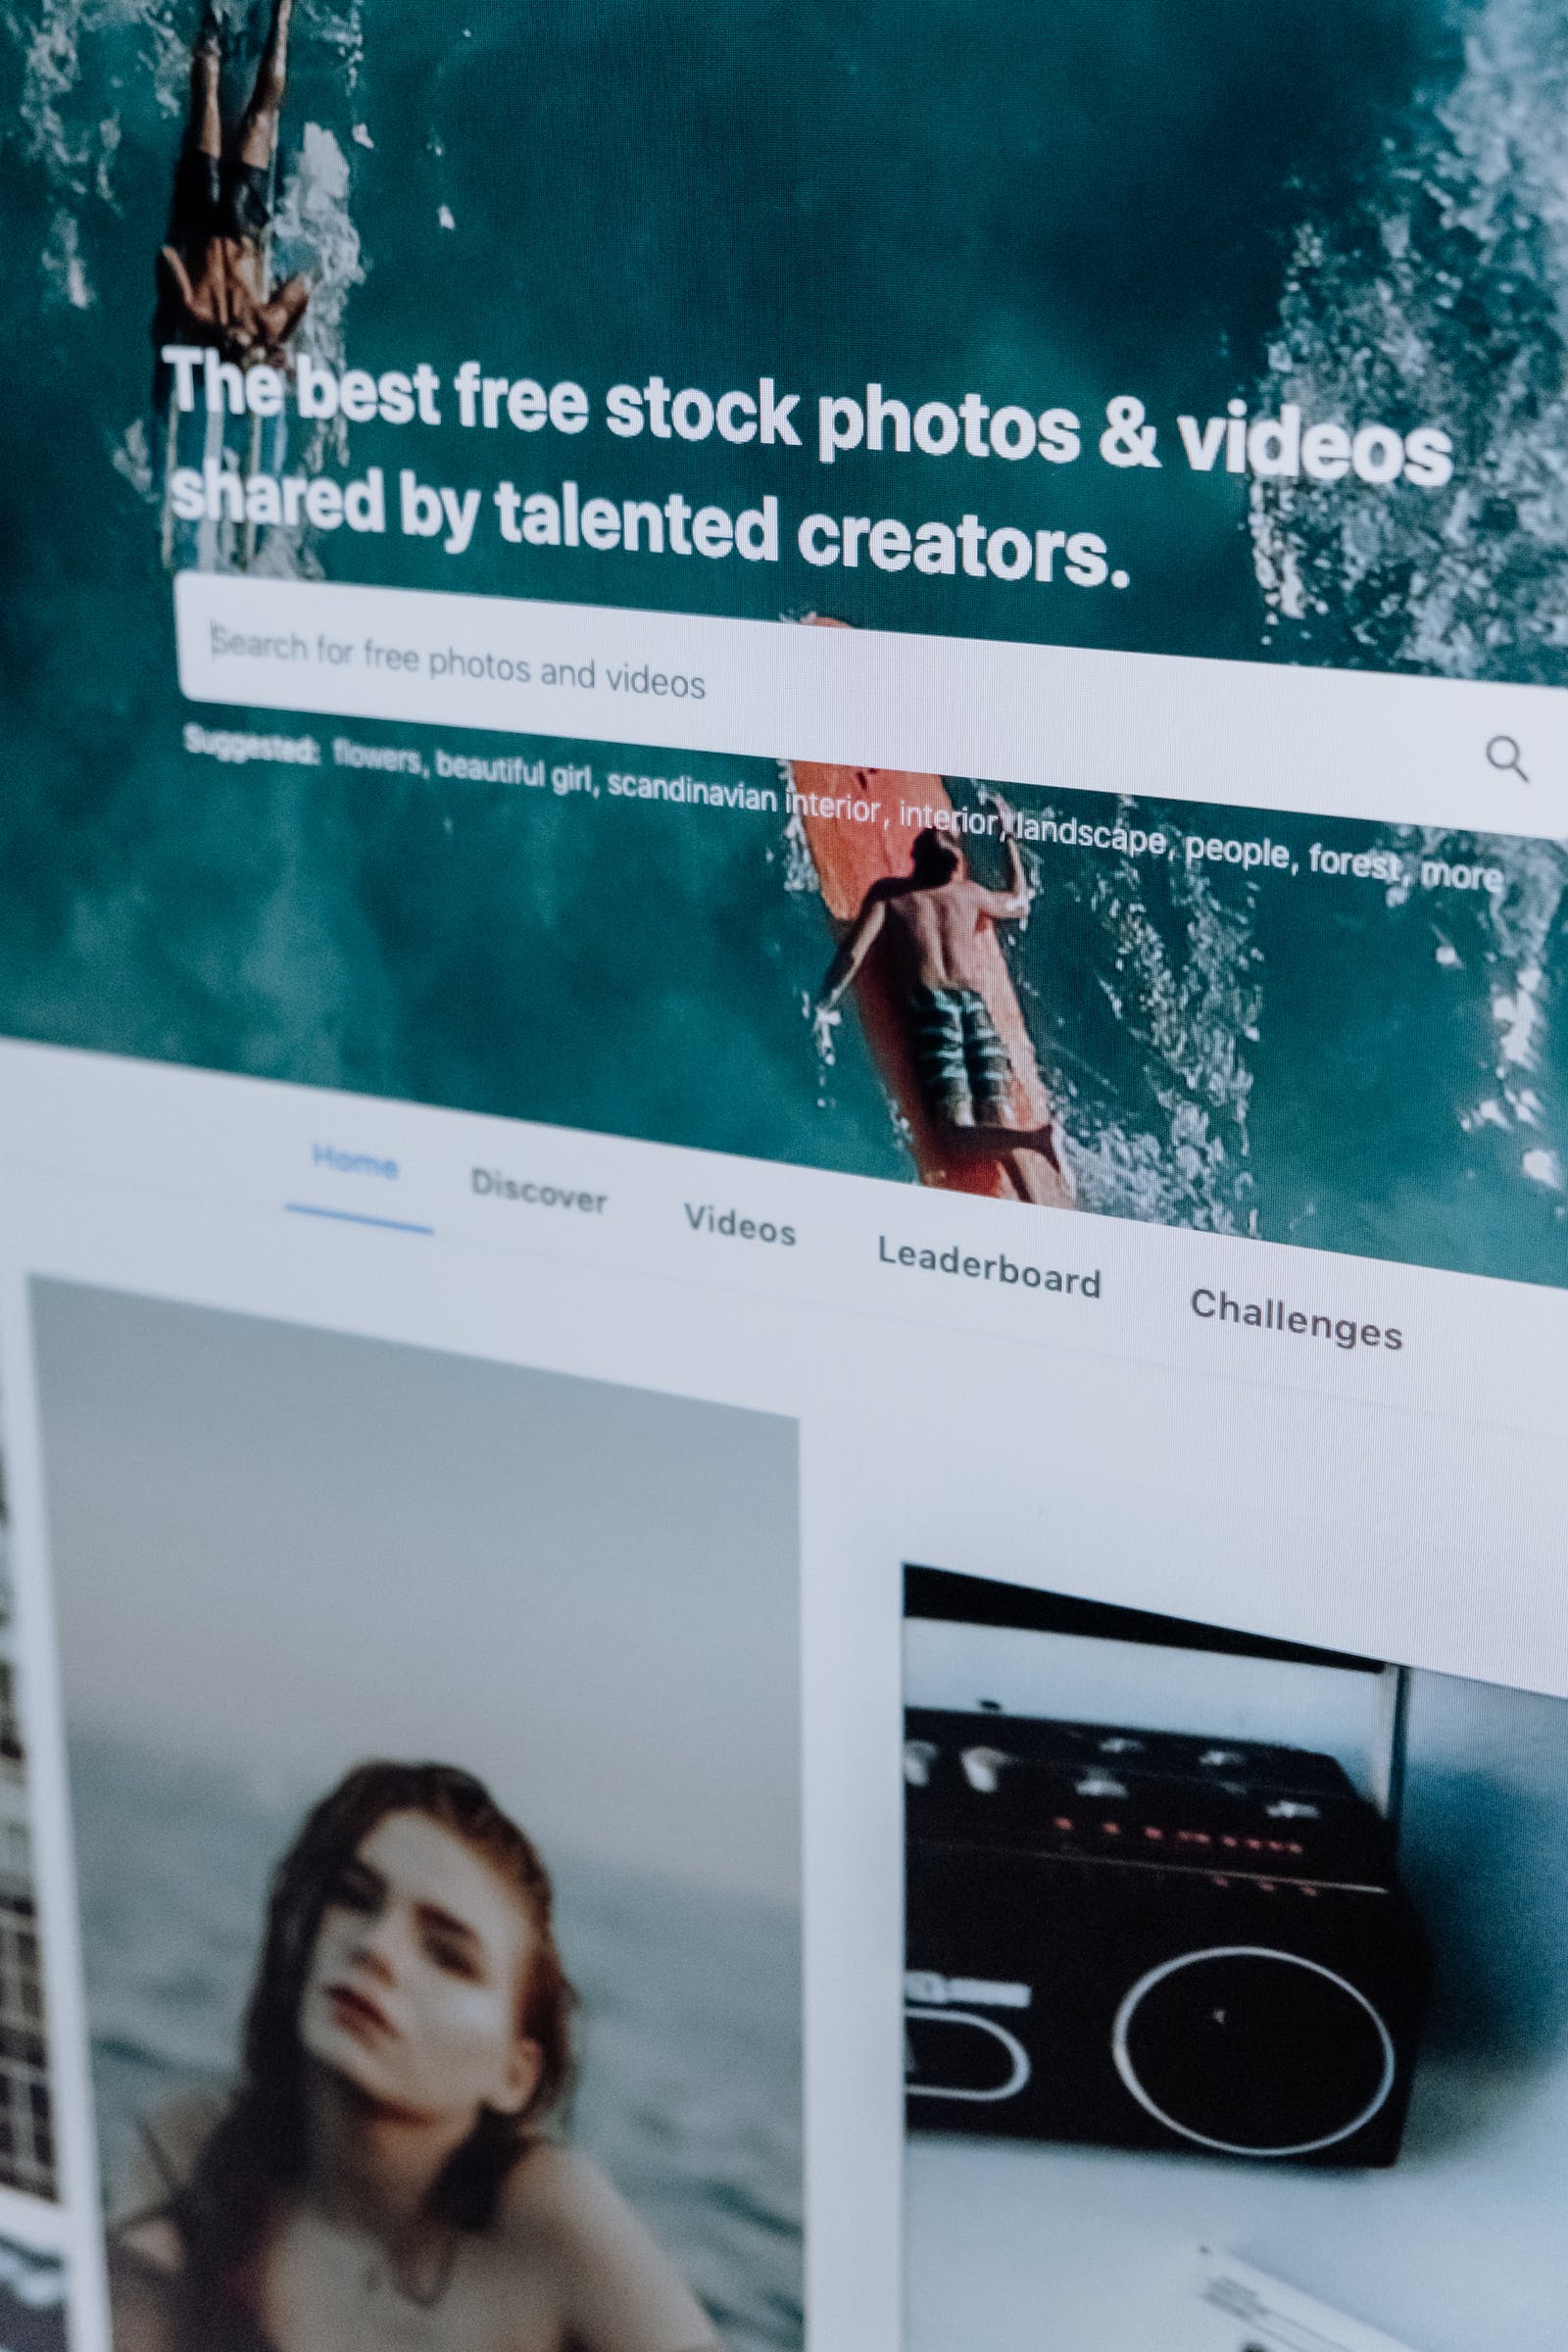 The best free stock photos & videos
shared by talented creators.
Search for free photos and videos
Suggested: flowers, beautiful girl, scandinavian interior, interior, landscape, people, forest, more
Home Discover Videos Leaderboard Challenges